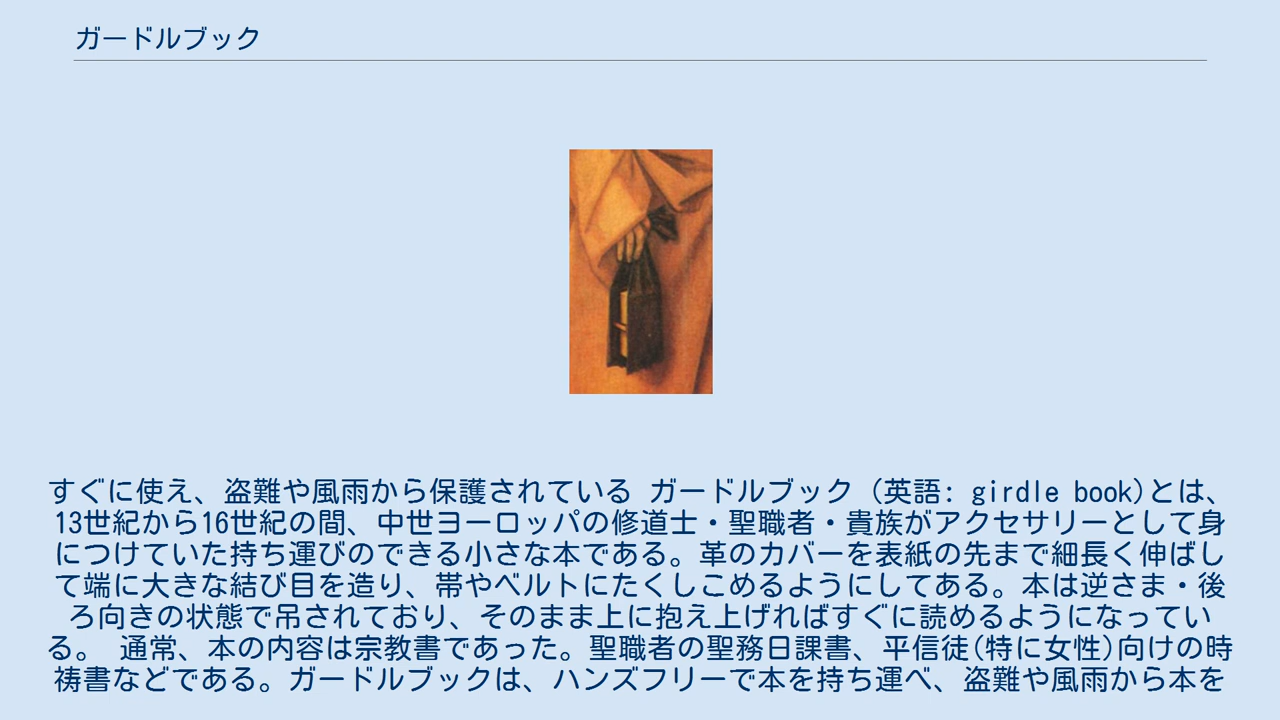 ガードルブック
すぐに使え、盗難や風雨から保護されている ガードルブック (英語: girdle book)とは、
13世紀から16世紀の間、中世ヨーロッパの修道士・聖職者・貴族がアクセサリーとして身
につけていた持ち運びのできる小さな本である。革のカバーを表紙の先まで細長く伸ばし
て端に大きな結び目を造り、帯やベルトにたくしこめるようにしてある。本は逆さま・後
ろ向きの状態で吊されており、そのまま上に抱え上げればすぐに読めるようになってい
る。 通常、本の内容は宗教書であった。聖職者の聖務日課書、平信徒(特に女性)向けの時
祷書などである。ガードルブックは、ハンズフリーで本を持ち運べ、盗難や風雨から本を